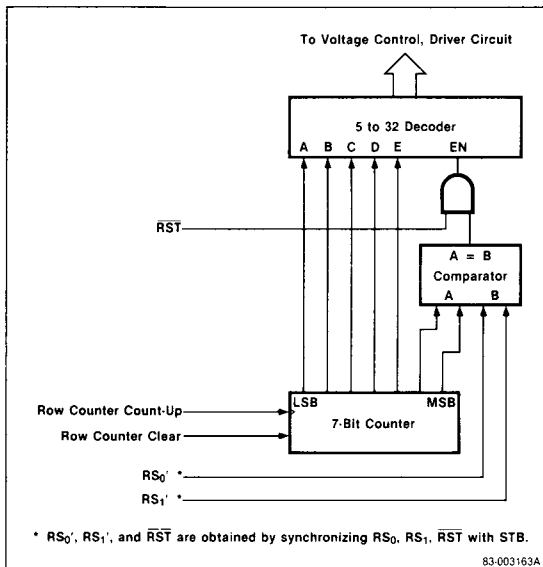 To Voltage Control, Driver Circuit
5 to 32 Decoder
A B C D E EN
RST
A = B
Comparator
A B
LSB MSB
7-Bit Counter
Row Counter Count-Up
Row Counter Clear
RS₀' *
RS₁' *
* RS₀', RS₁', and RST are obtained by synchronizing RS₀, RS₁, RST with STB.
83-003163A